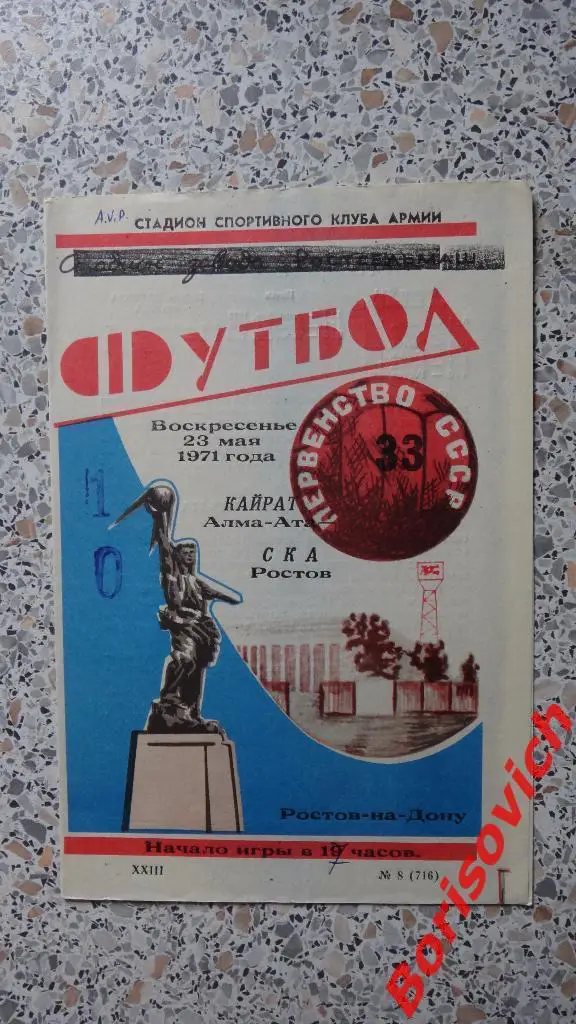 A.V.P.
СТАДИОН СПОРТИВНОГО КЛУБА АРМИИ
ФУТБОЛ
Воскресенье
23 мая
1971 года
ПЕРВЕНСТВО СССР
33
КАЙРАТ
Алма-Ата
СКА
Ростов
1
0
Ростов-на-Дону
Начало игры в 17 часов.
XXIII
№ 8 (716)
Borisovich